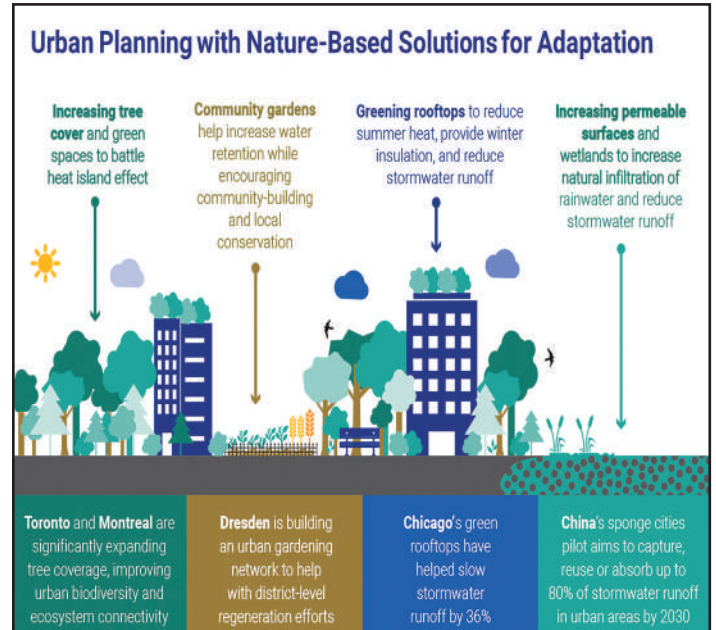 Urban Planning with Nature-Based Solutions for Adaptation
Increasing tree
cover and green
spaces to battle
heat island effect
Community gardens
help increase water
retention while
encouraging
community-building
and local
conservation
Greening rooftops to reduce
summer heat, provide winter
insulation, and reduce
stormwater runoff
Increasing permeable
surfaces and
wetlands to increase
natural infiltration of
rainwater and reduce
stormwater runoff
Toronto and Montreal are
significantly expanding
tree coverage, improving
urban biodiversity and
ecosystem connectivity
Dresden is building
an urban gardening
network to help
with district-level
regeneration efforts
Chicago's green
rooftops have
helped slow
stormwater
runoff by 36%
China's sponge cities
pilot aims to capture,
reuse or absorb up to
80% of stormwater runoff
in urban areas by 2030